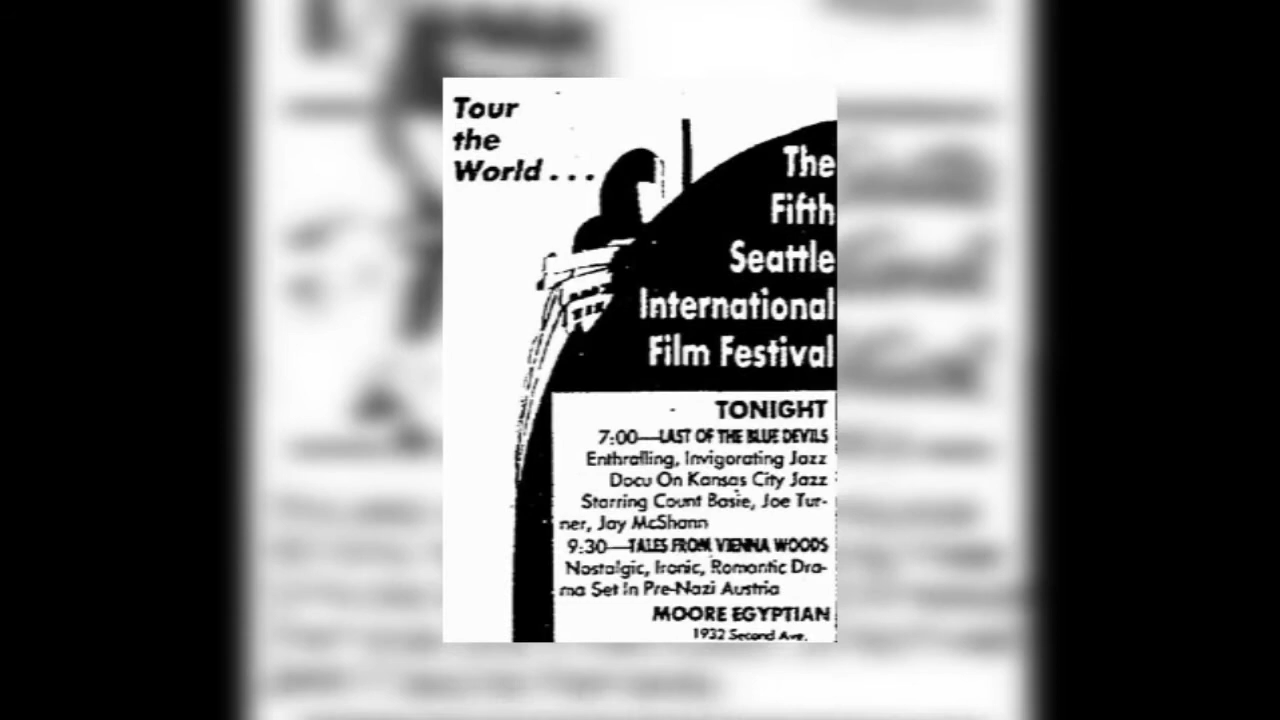 Tour
the
World...
The
Fifth
Seattle
International
Film Festival
TONIGHT
7:00—LAST OF THE BLUE DEVILS
Enthralling, Invigorating Jazz
Docu On Kansas City Jazz
Starring Count Basie, Joe Tur-
ner, Jay McShann
9:30—TALES FROM VIENNA WOODS
Nostalgic, Ironic, Romantic Dra-
ma Set In Pre-Nazi Austria
MOORE EGYPTIAN
1932 Second Ave.